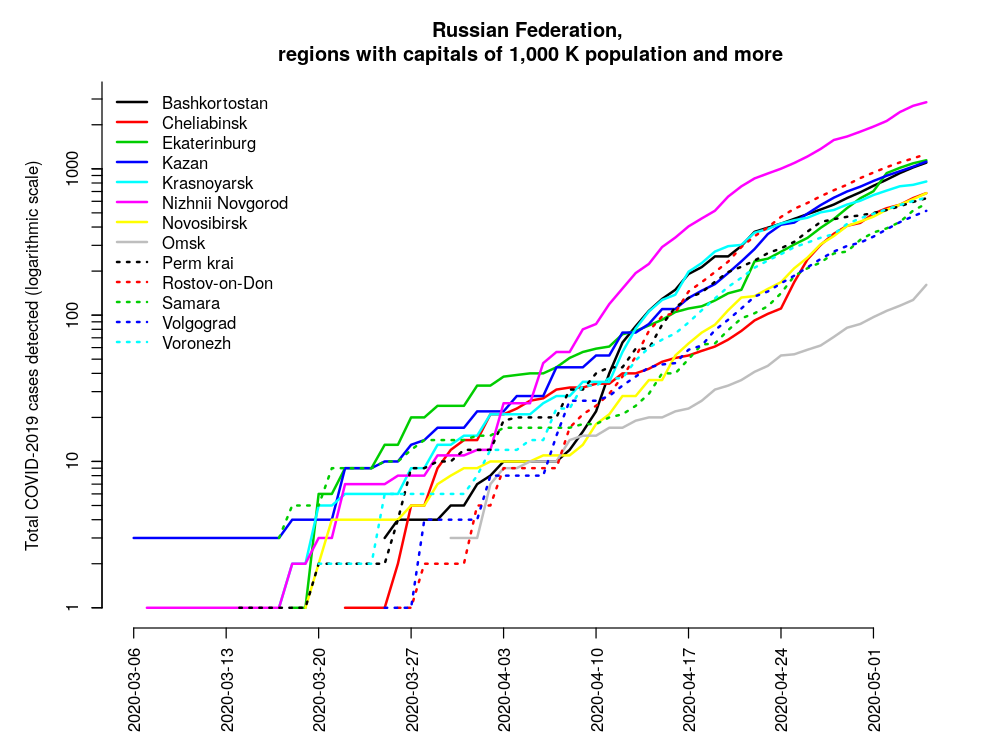 Russian Federation,
regions with capitals of 1,000 K population and more
Total COVID-2019 cases detected (logarithmic scale)
1000
100
10
1
Bashkortostan
Cheliabinsk
Ekaterinburg
Kazan
Krasnoyarsk
Nizhnii Novgorod
Novosibirsk
Omsk
Perm krai
Rostov-on-Don
Samara
Volgograd
Voronezh
2020-03-06
2020-03-13
2020-03-20
2020-03-27
2020-04-03
2020-04-10
2020-04-17
2020-04-24
2020-05-01